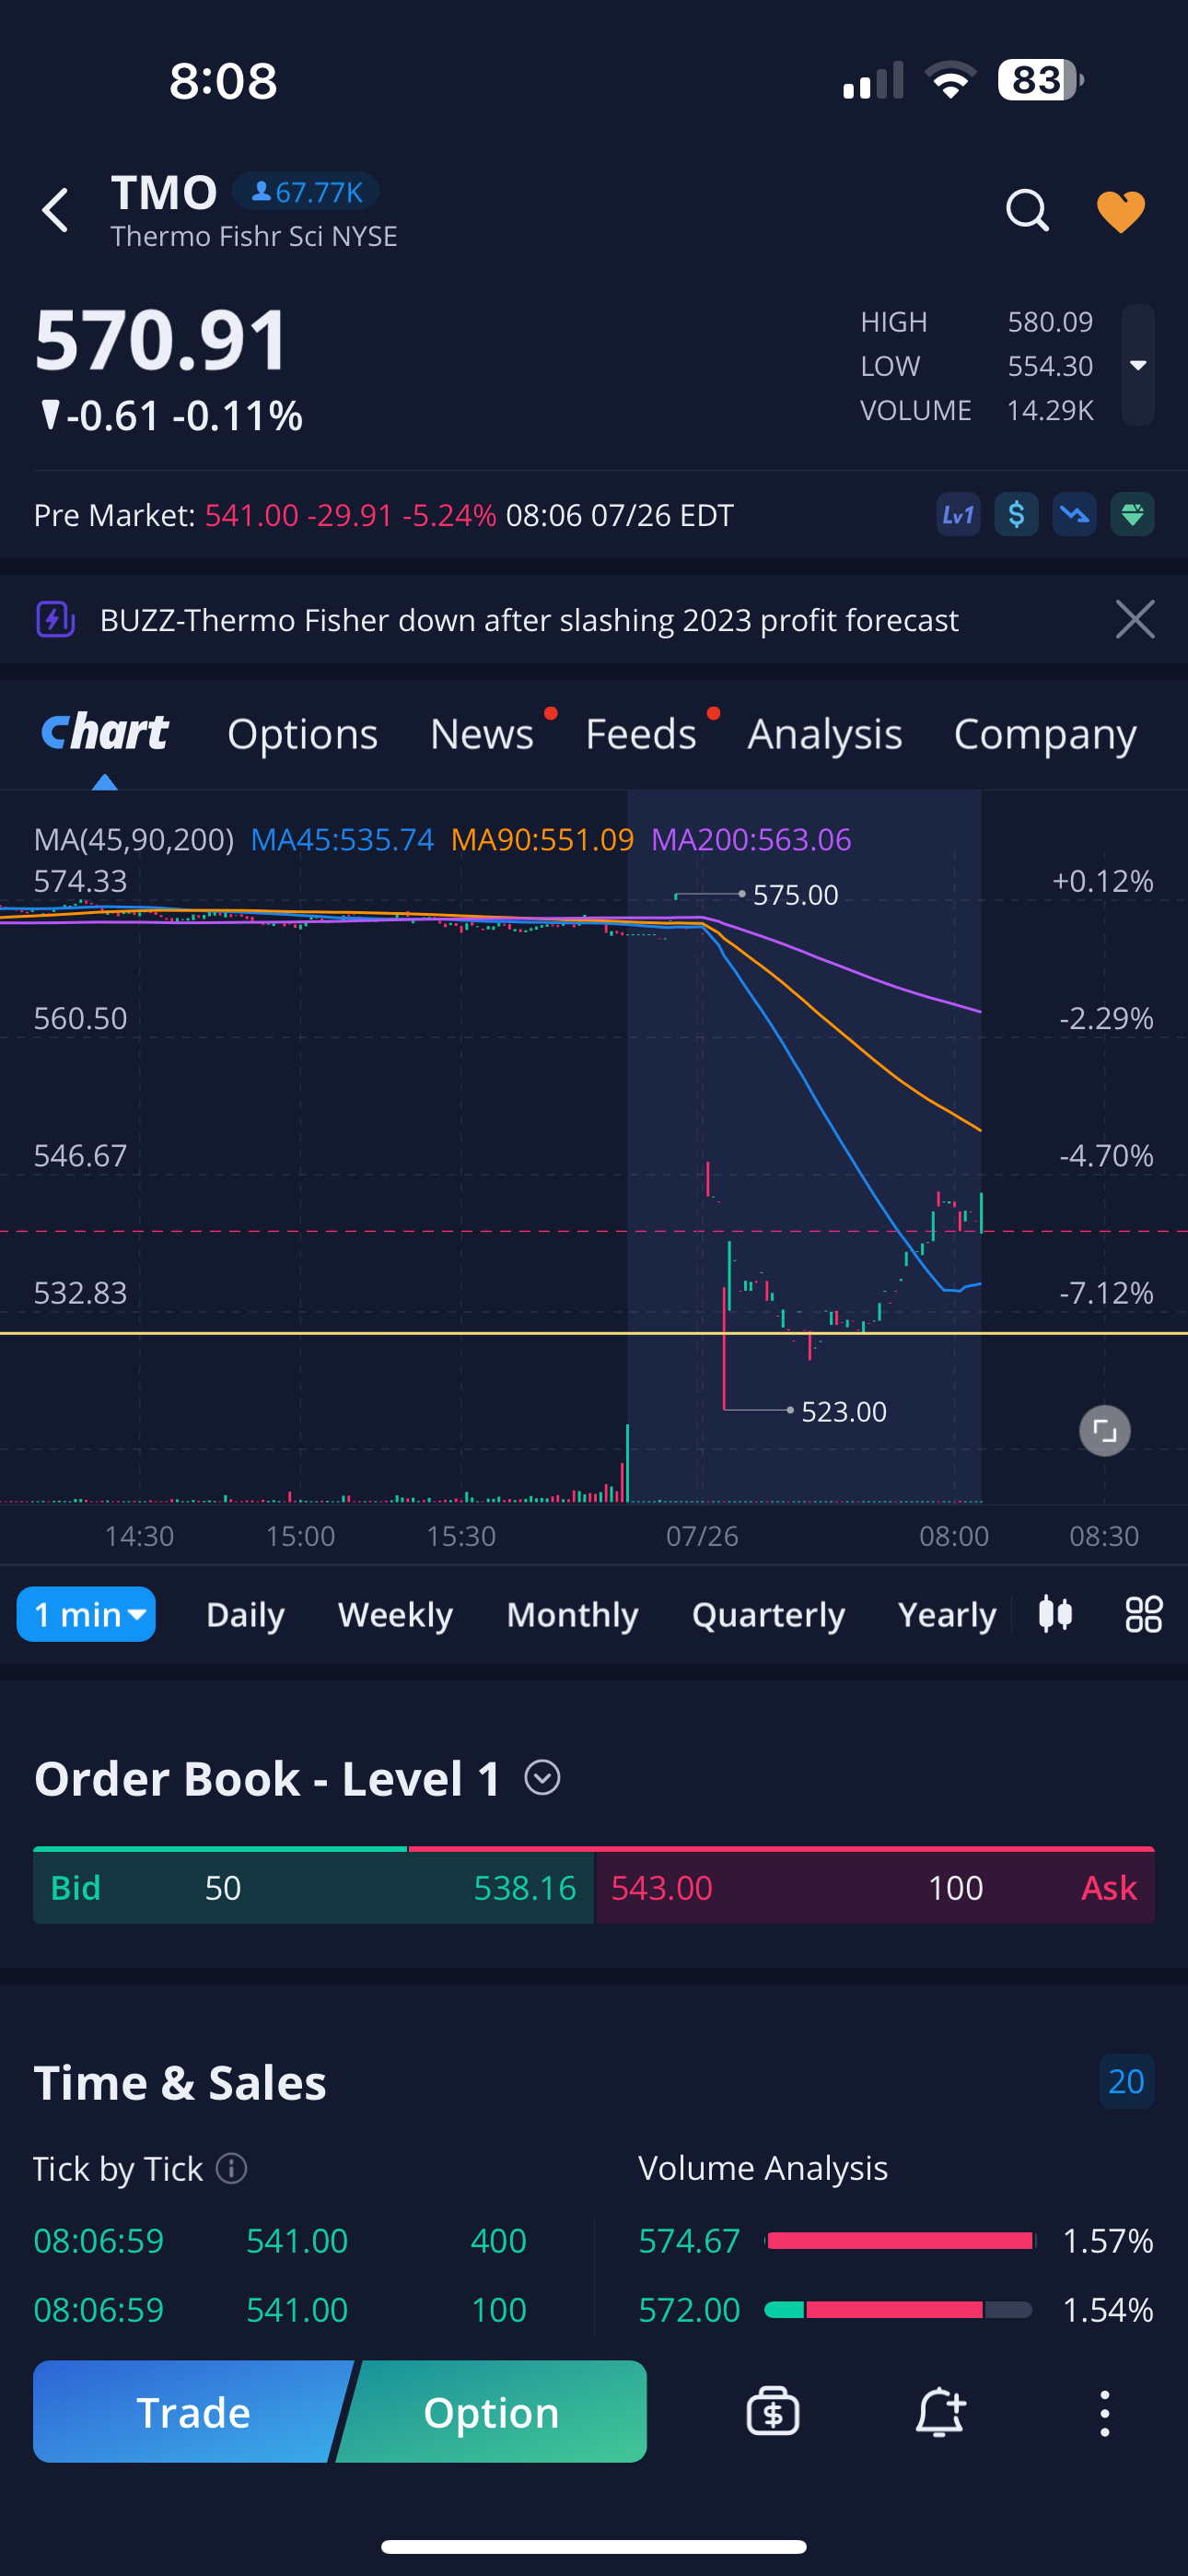 8:08
83
TMO 67.77K
Thermo Fishr Sci NYSE
570.91
-0.61 -0.11%
HIGH 580.09
LOW 554.30
VOLUME 14.29K
Pre Market: 541.00 -29.91 -5.24% 08:06 07/26 EDT
Lv1 $
BUZZ-Thermo Fisher down after slashing 2023 profit forecast
Chart Options News Feeds Analysis Company
MA(45,90,200) MA45:535.74 MA90:551.09 MA200:563.06
574.33 +0.12%
575.00
560.50 -2.29%
546.67 -4.70%
532.83 -7.12%
523.00
14:30 15:00 15:30 07/26 08:00 08:30
1 min Daily Weekly Monthly Quarterly Yearly
Order Book - Level 1
Bid 50 538.16 543.00 100 Ask
Time & Sales 20
Tick by Tick Volume Analysis
08:06:59 541.00 400 574.67 1.57%
08:06:59 541.00 100 572.00 1.54%
Trade Option $